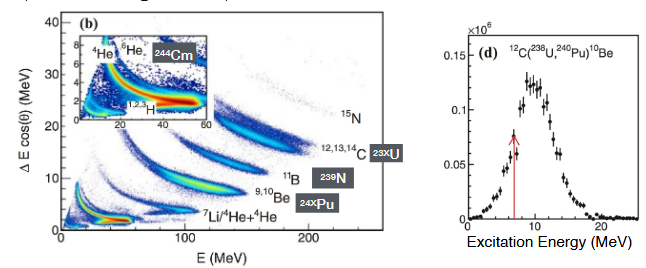 (b)
40
30
20
10
0
Δ E cos(θ) (MeV)
0
100
200
E (MeV)
8
6
4
2
0
20
40
60
⁴He
⁶He
²⁴⁴Cm
¹,²,³H
¹⁵N
¹²,¹³,¹⁴C
²³ˣU
¹¹B
²³⁹N
⁹,¹⁰Be
²⁴ˣPu
⁷Li/⁴He+⁴He
×10⁶
(d)
¹²C(²³⁸U,²⁴⁰Pu)¹⁰Be
0.15
0.1
0.05
0
0
10
20
Excitation Energy (MeV)